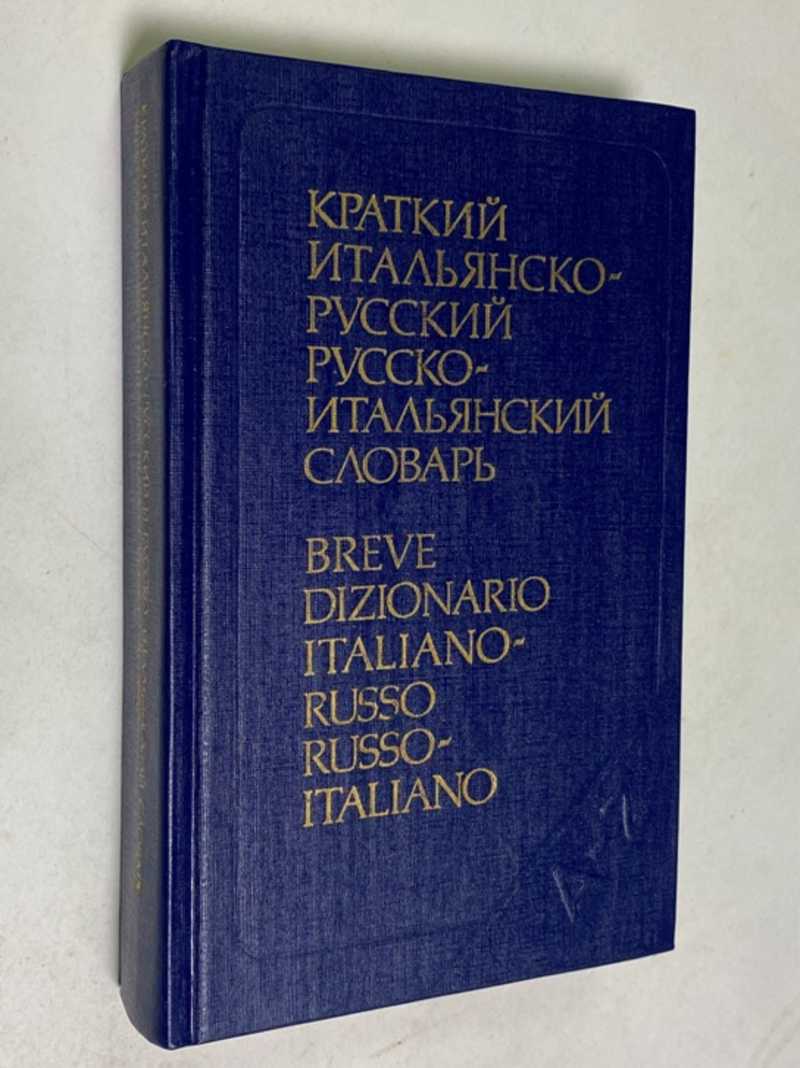 КРАТКИЙ
ИТАЛЬЯНСКО-
РУССКИЙ
РУССКО-
ИТАЛЬЯНСКИЙ
СЛОВАРЬ
BREVE
DIZIONARIO
ITALIANO-
RUSSO
RUSSO-
ITALIANO